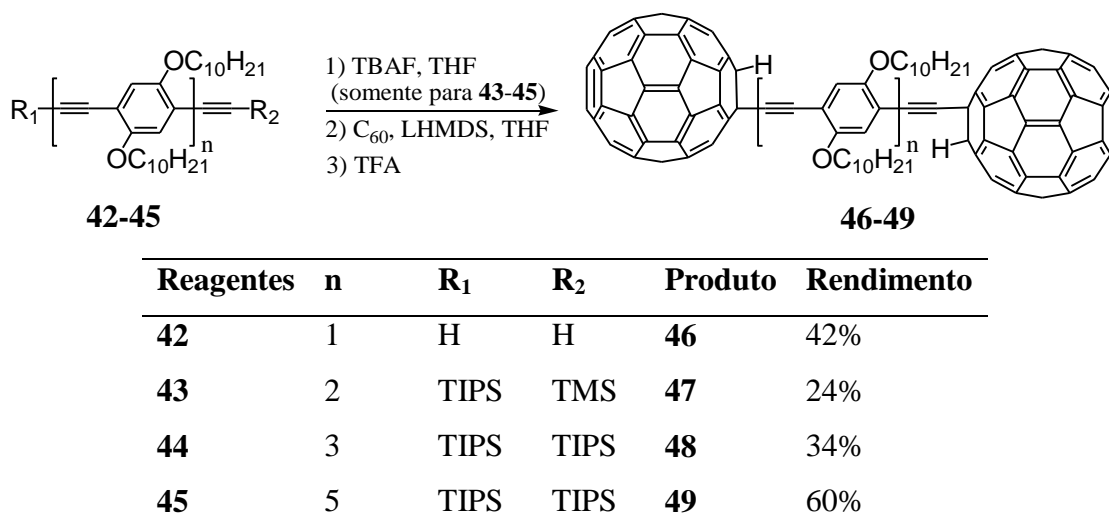 OC10H21
R1
n
R2
OC10H21
42-45
1) TBAF, THF
(somente para 43-45)
2) C60, LHMDS, THF
3) TFA
H
OC10H21
n
OC10H21
H
46-49
Reagentes n R1 R2 Produto Rendimento
42 1 H H 46 42%
43 2 TIPS TMS 47 24%
44 3 TIPS TIPS 48 34%
45 5 TIPS TIPS 49 60%